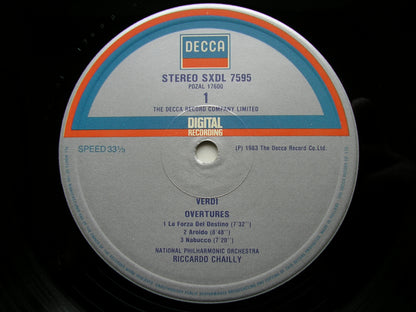 DECCA
STEREO SXDL 7595
PDZAL 17600
1
THE DECCA RECORD COMPANY LIMITED
DIGITAL
RECORDING
SPEED 33⅓
(P) 1983 The Decca Record Co.Ltd.
VERDI
OVERTURES
1 La Forza Del Destino (7'32'')
2 Aroldo (8'48'')
3 Nabucco (7'20'')
NATIONAL PHILHARMONIC ORCHESTRA
RICCARDO CHAILLY